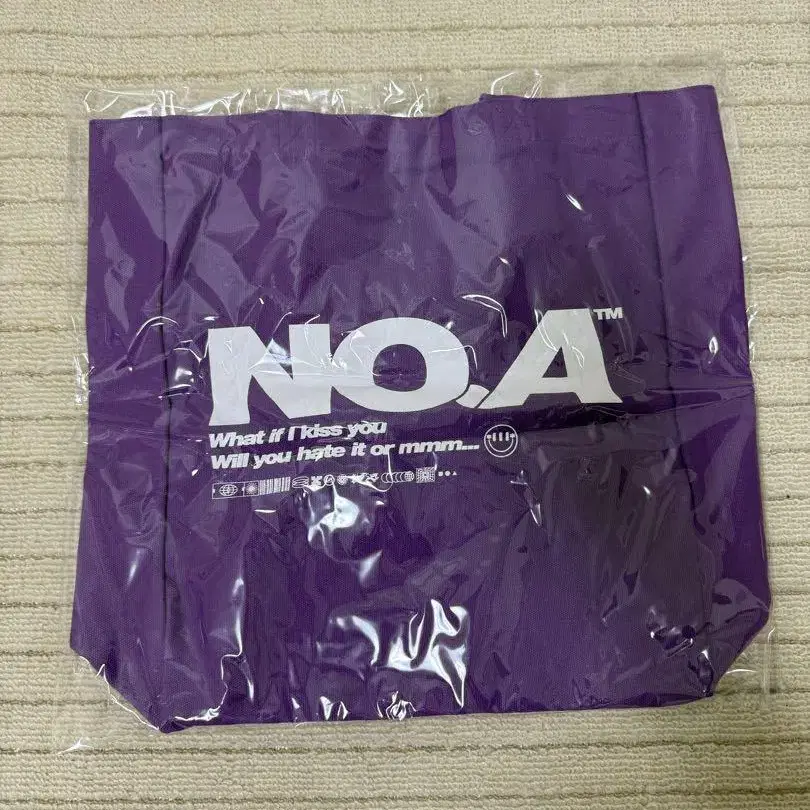 NO.A™
What if I kiss you
Will you hate it or mmm...